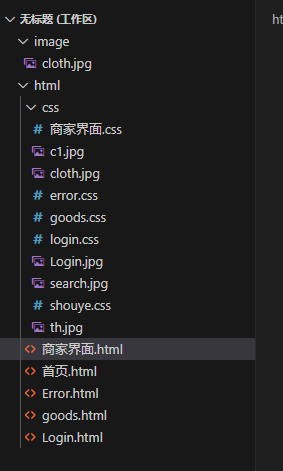 无标题 (工作区)
image
cloth.jpg
html
css
商家界面.css
c1.jpg
cloth.jpg
error.css
goods.css
login.css
Login.jpg
search.jpg
shouye.css
th.jpg
商家界面.html
首页.html
Error.html
goods.html
Login.html